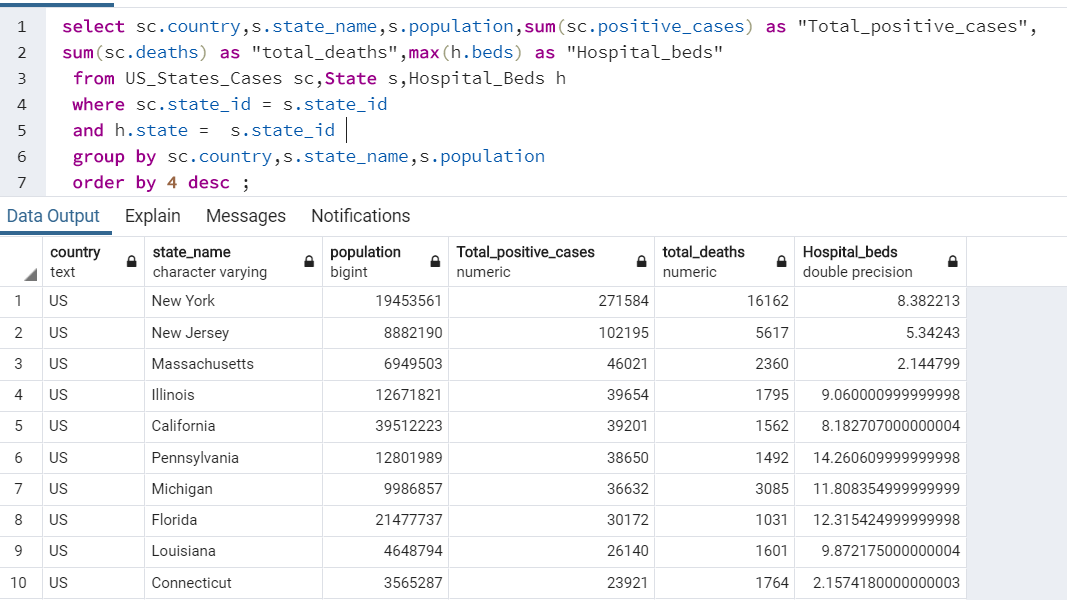 1 select sc.country,s.state_name,s.population,sum(sc.positive_cases) as "Total_positive_cases",
2 sum(sc.deaths) as "total_deaths",max(h.beds) as "Hospital_beds"
3 from US_States_Cases sc,State s,Hospital_Beds h
4 where sc.state_id = s.state_id
5 and h.state =  s.state_id
6 group by sc.country,s.state_name,s.population
7 order by 4 desc ;
Data Output Explain Messages Notifications
country state_name population Total_positive_cases total_deaths Hospital_beds
text character varying bigint numeric numeric double precision
1 US New York 19453561 271584 16162 8.382213
2 US New Jersey 8882190 102195 5617 5.34243
3 US Massachusetts 6949503 46021 2360 2.144799
4 US Illinois 12671821 39654 1795 9.060000999999998
5 US California 39512223 39201 1562 8.182707000000004
6 US Pennsylvania 12801989 38650 1492 14.260609999999998
7 US Michigan 9986857 36632 3085 11.808354999999999
8 US Florida 21477737 30172 1031 12.315424999999998
9 US Louisiana 4648794 26140 1601 9.872175000000004
10 US Connecticut 3565287 23921 1764 2.1574180000000003